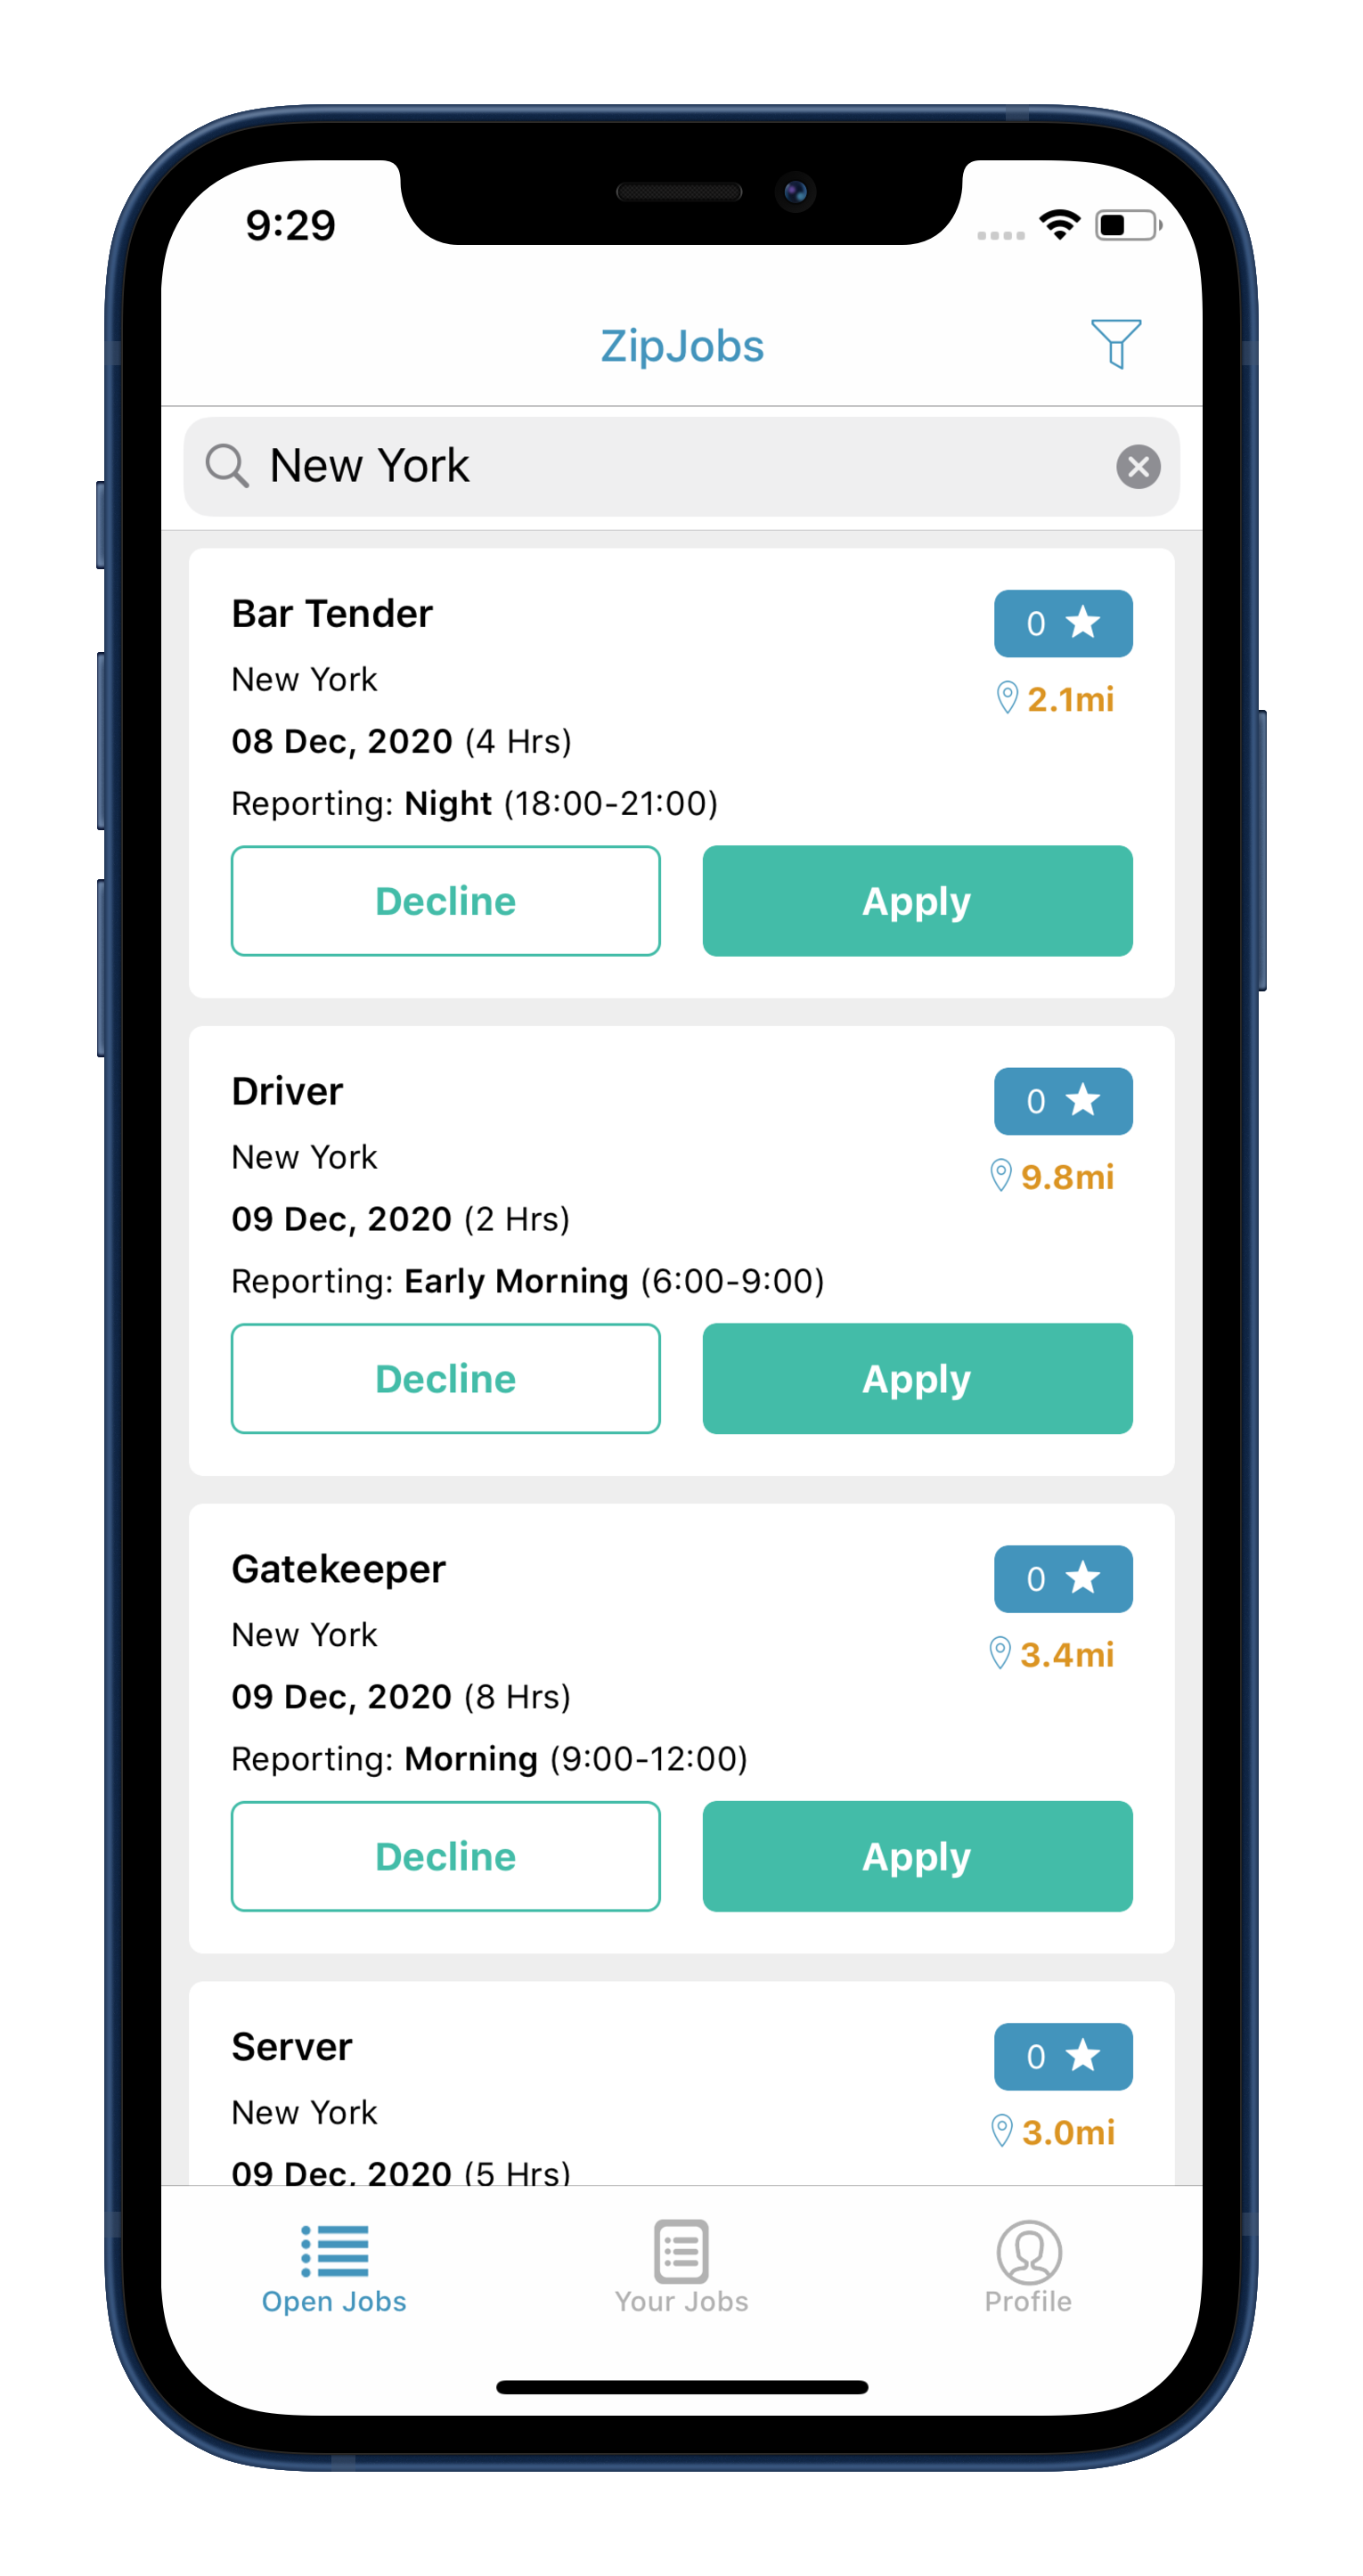 9:29
ZipJobs
New York
Bar Tender
0
New York
2.1mi
08 Dec, 2020 (4 Hrs)
Reporting: Night (18:00-21:00)
Decline
Apply
Driver
0
New York
9.8mi
09 Dec, 2020 (2 Hrs)
Reporting: Early Morning (6:00-9:00)
Decline
Apply
Gatekeeper
0
New York
3.4mi
09 Dec, 2020 (8 Hrs)
Reporting: Morning (9:00-12:00)
Decline
Apply
Server
0
New York
3.0mi
09 Dec, 2020 (5 Hrs)
Open Jobs
Your Jobs
Profile